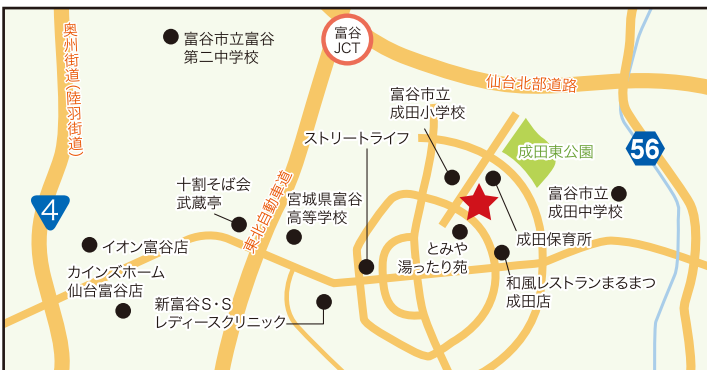 奥州街道(陸羽街道)
富谷市立富谷
第二中学校
富谷
JCT
仙台北部道路
富谷市立
成田小学校
ストリートライフ
成田東公園
56
十割そば会
武蔵亭
東北自動車道
宮城県富谷
高等学校
富谷市立
成田中学校
4
イオン富谷店
とみや
湯ったり苑
成田保育所
カインズホーム
仙台富谷店
和風レストランまるまつ
成田店
新富谷S・S
レディースクリニック